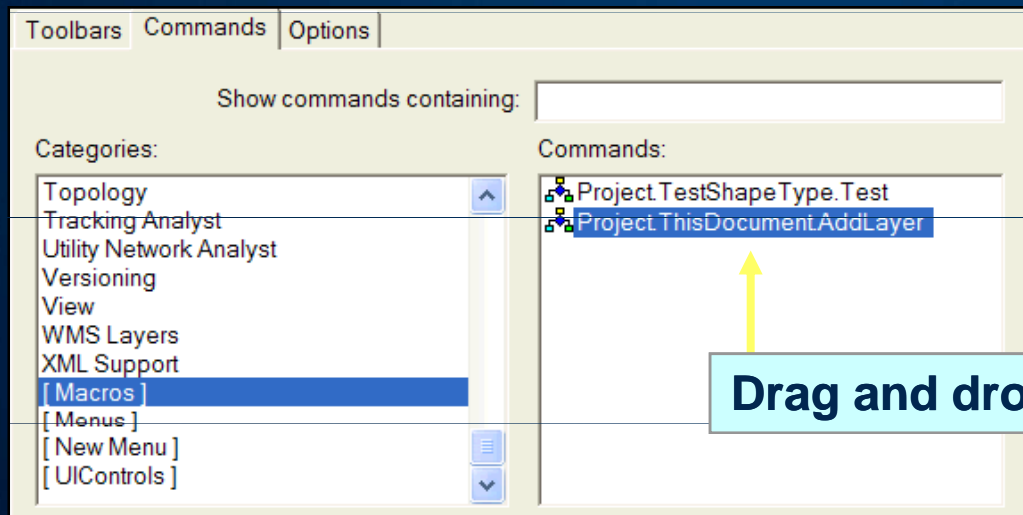 Toolbars Commands Options
Show commands containing:
Categories:
Commands:
Topology
Tracking Analyst
Utility Network Analyst
Versioning
View
WMS Layers
XML Support
[ Macros ]
[ Menus ]
[ New Menu ]
[ UIControls ]
Project.TestShapeType.Test
Project.ThisDocument.AddLayer
Drag and dro